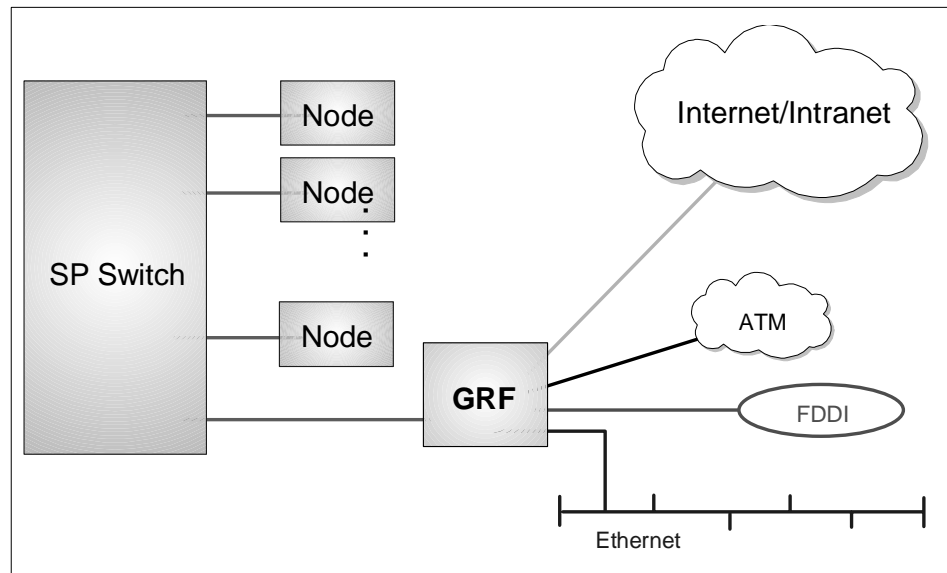 Node
Internet/Intranet
Node
SP Switch
Node
ATM
GRF
FDDI
Ethernet